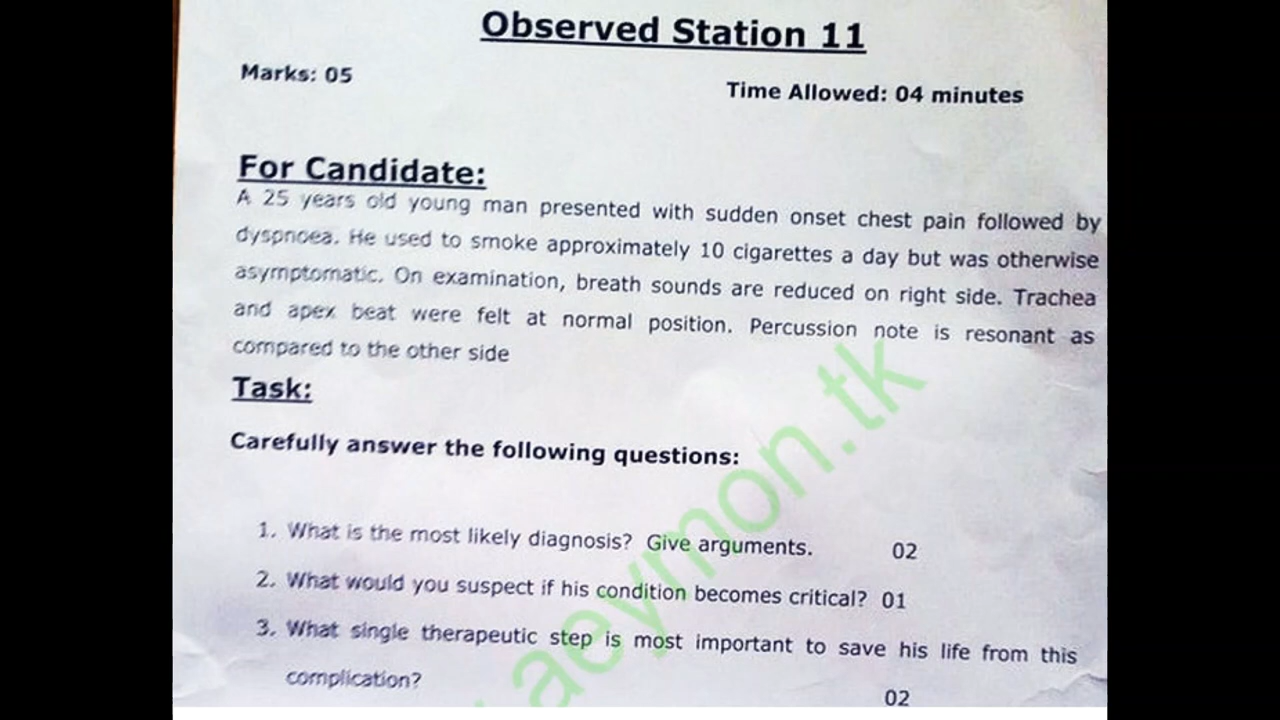 Observed Station 11
Marks: 05
Time Allowed: 04 minutes
For Candidate:
A 25 years old young man presented with sudden onset chest pain followed by
dyspnoea. He used to smoke approximately 10 cigarettes a day but was otherwise
asymptomatic. On examination, breath sounds are reduced on right side. Trachea
and apex beat were felt at normal position. Percussion note is resonant as
compared to the other side
Task:
Carefully answer the following questions:
1. What is the most likely diagnosis? Give arguments. 02
2. What would you suspect if his condition becomes critical? 01
3. What single therapeutic step is most important to save his life from this
complication? 02
aeymon.tk